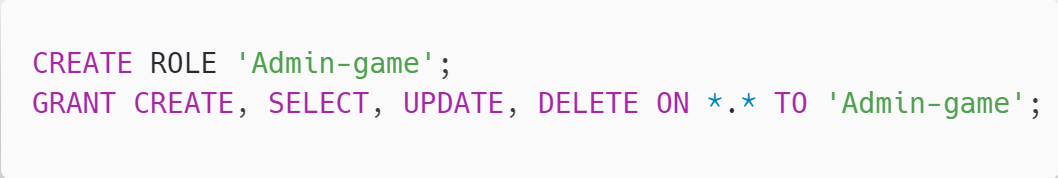 CREATE ROLE 'Admin-game';
GRANT CREATE, SELECT, UPDATE, DELETE ON *.* TO 'Admin-game';